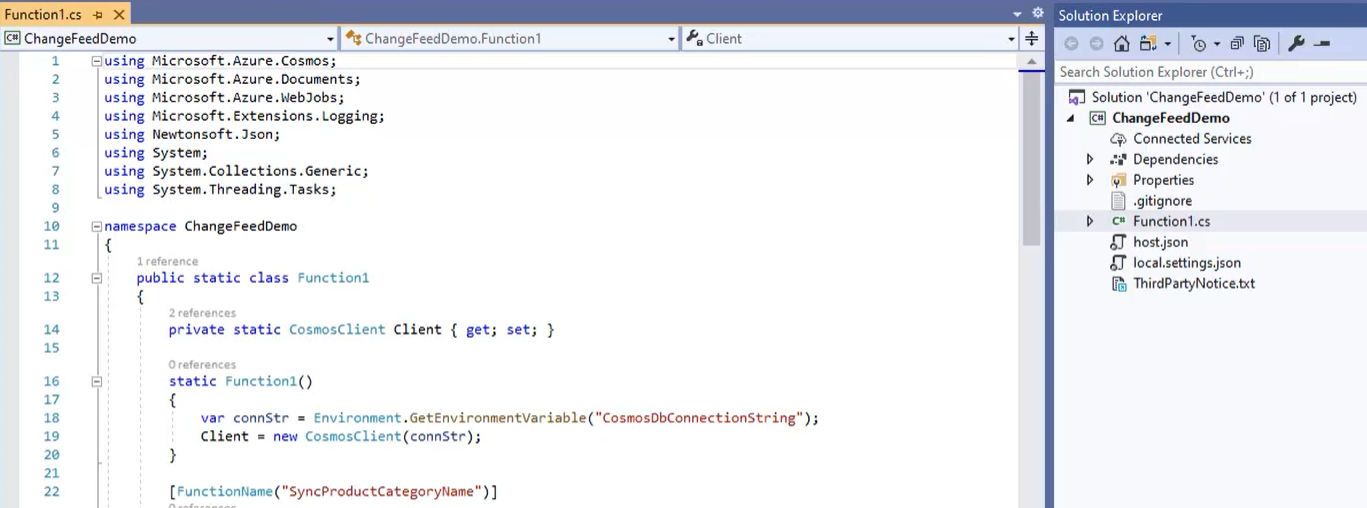 Function1.cs
ChangeFeedDemo
ChangeFeedDemo.Function1
Client
1 using Microsoft.Azure.Cosmos;
2 using Microsoft.Azure.Documents;
3 using Microsoft.Azure.WebJobs;
4 using Microsoft.Extensions.Logging;
5 using Newtonsoft.Json;
6 using System;
7 using System.Collections.Generic;
8 using System.Threading.Tasks;
9
10 namespace ChangeFeedDemo
11 {
1 reference
12 public static class Function1
13 {
2 references
14 private static CosmosClient Client { get; set; }
15
0 references
16 static Function1()
17 {
18 var connStr = Environment.GetEnvironmentVariable("CosmosDbConnectionString");
19 Client = new CosmosClient(connStr);
20 }
21
22 [FunctionName("SyncProductCategoryName")]
0 references
Solution Explorer
Search Solution Explorer (Ctrl+;)
Solution 'ChangeFeedDemo' (1 of 1 project)
C# ChangeFeedDemo
Connected Services
Dependencies
Properties
.gitignore
C# Function1.cs
host.json
local.settings.json
ThirdPartyNotice.txt